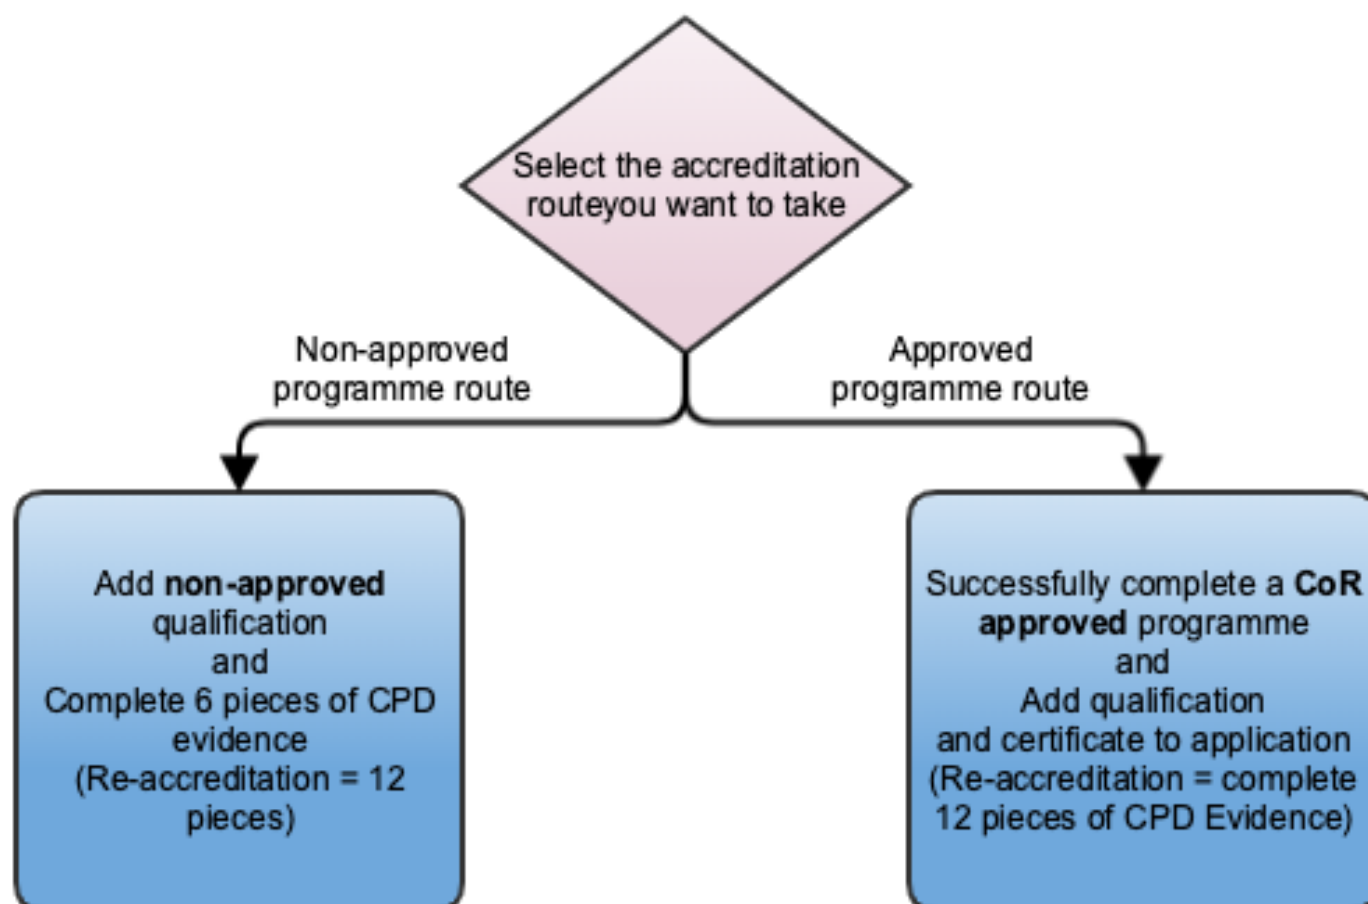 Select the accreditation
routeyou want to take
Non-approved
programme route
Approved
programme route
Add non-approved
qualification
and
Complete 6 pieces of CPD
evidence
(Re-accreditation = 12
pieces)
Successfully complete a CoR
approved programme
and
Add qualification
and certificate to application
(Re-accreditation = complete
12 pieces of CPD Evidence)